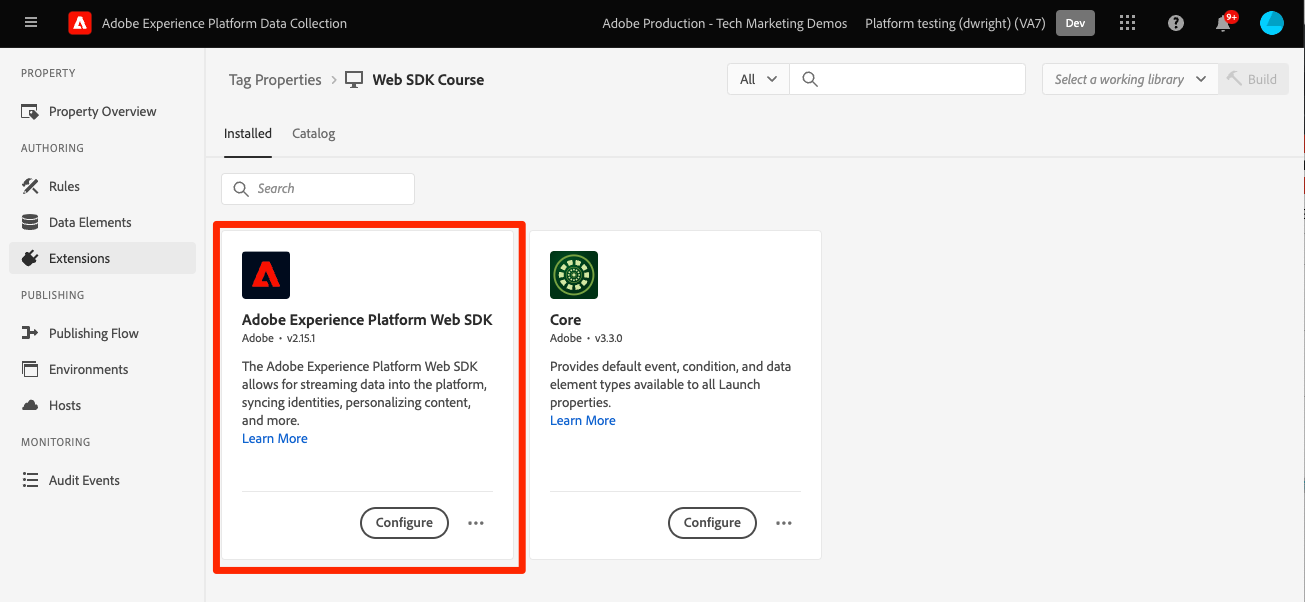 Adobe Experience Platform Data Collection
Adobe Production - Tech Marketing Demos
Platform testing (dwright) (VA7)
Dev
9+
PROPERTY
Property Overview
AUTHORING
Rules
Data Elements
Extensions
PUBLISHING
Publishing Flow
Environments
Hosts
MONITORING
Audit Events
Tag Properties
Web SDK Course
All
Select a working library
Build
Installed
Catalog
Search
Adobe Experience Platform Web SDK
Adobe • v2.15.1
The Adobe Experience Platform Web SDK
allows for streaming data into the platform,
syncing identities, personalizing content,
and more.
Learn More
Configure
Core
Adobe • v3.3.0
Provides default event, condition, and data
element types available to all Launch
properties.
Learn More
Configure